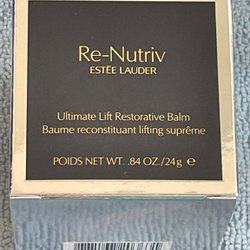 Re-Nutriv
ESTĒE LAUDER
Ultimate Lift Restorative Balm
Baume reconstituant lifting suprême
POIDS NET WT. .84 OZ./24g ℮